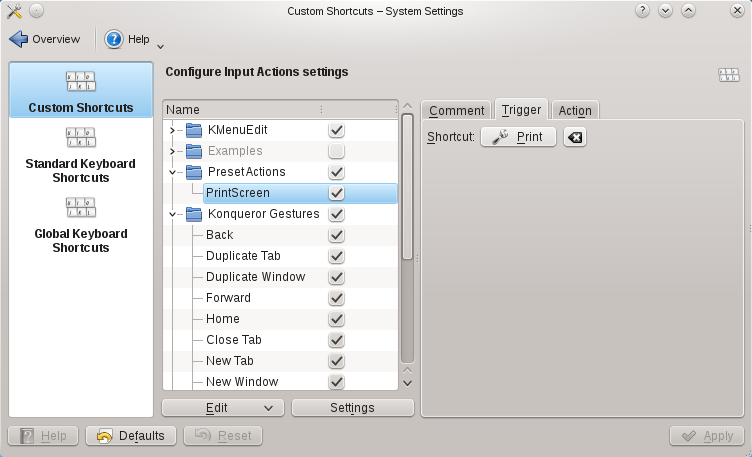 Custom Shortcuts – System Settings
Overview
Help
Custom Shortcuts
Standard Keyboard
Shortcuts
Global Keyboard
Shortcuts
Configure Input Actions settings
Name
KMenuEdit
Examples
PresetActions
PrintScreen
Konqueror Gestures
Back
Duplicate Tab
Duplicate Window
Forward
Home
Close Tab
New Tab
New Window
Edit
Settings
Comment
Trigger
Action
Shortcut:
Print
Help
Defaults
Reset
Apply